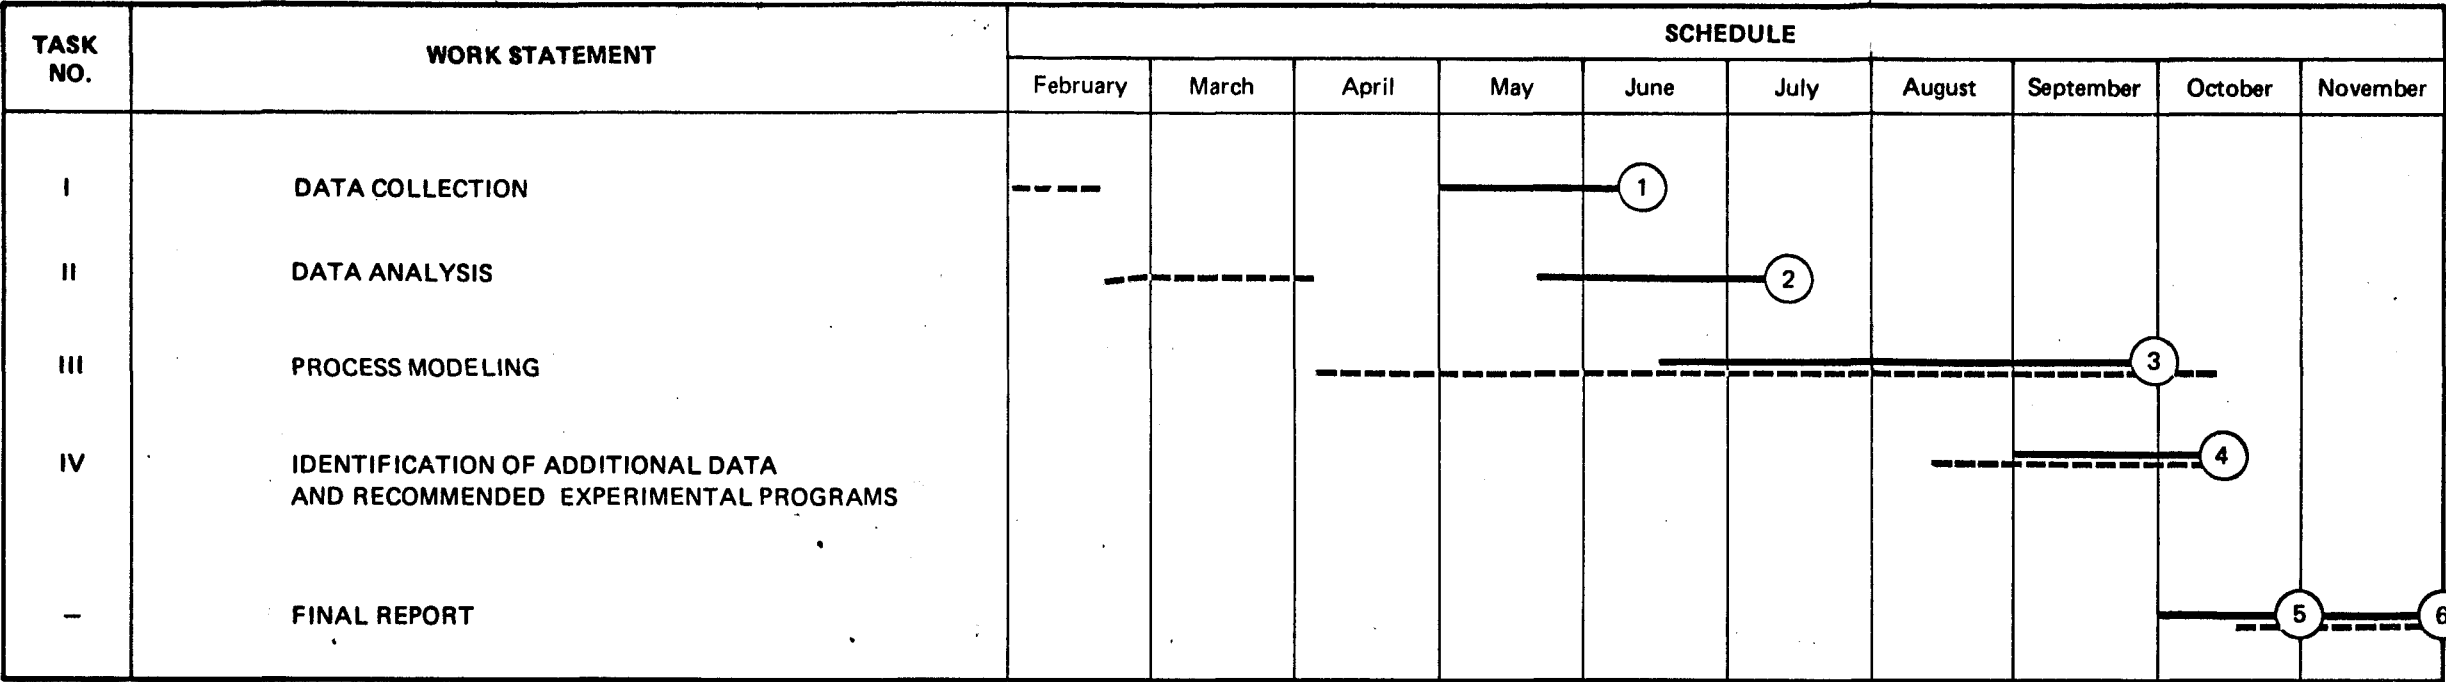 TASK NO.
WORK STATEMENT
SCHEDULE
February March April May June July August September October November
I DATA COLLECTION 1
II DATA ANALYSIS 2
III PROCESS MODELING 3
IV IDENTIFICATION OF ADDITIONAL DATA
AND RECOMMENDED EXPERIMENTAL PROGRAMS 4
– FINAL REPORT 5 6